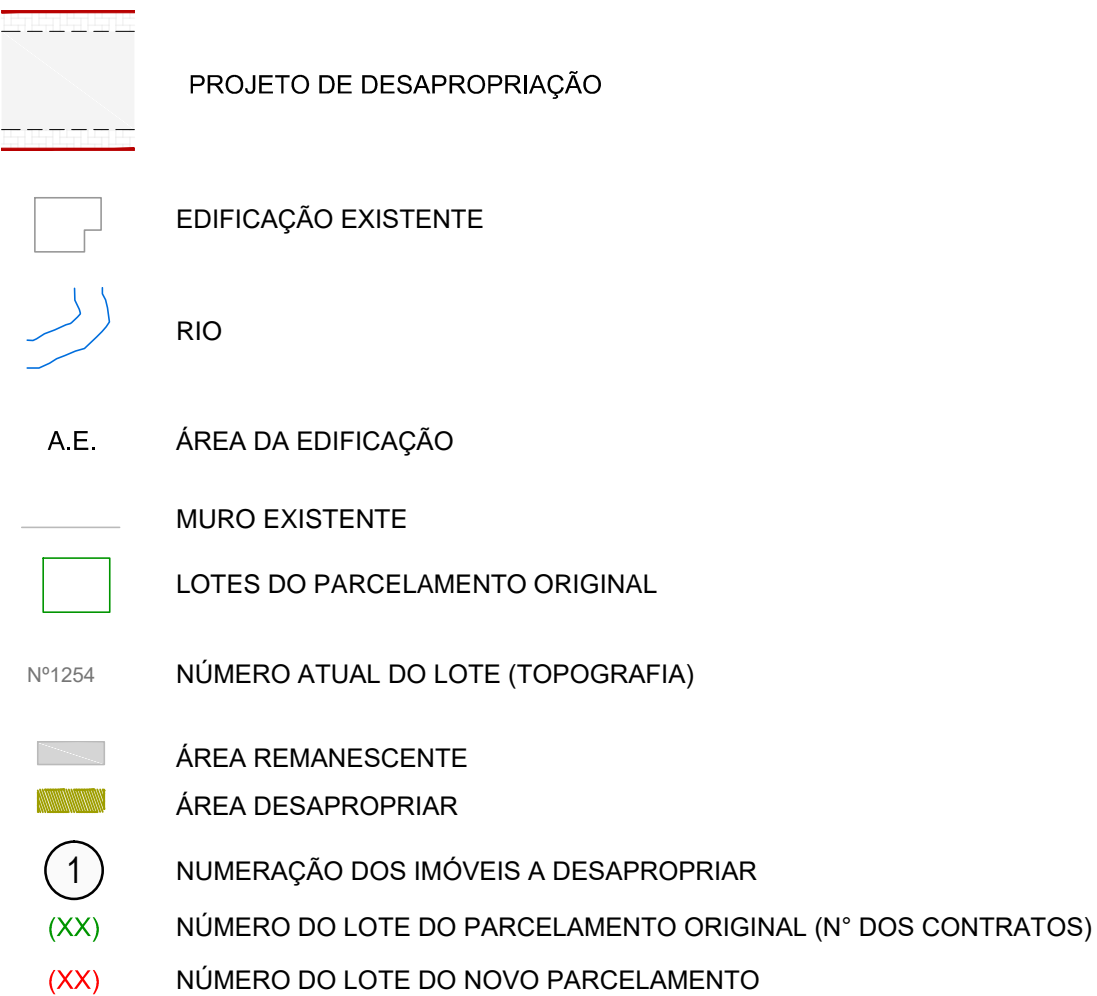 PROJETO DE DESAPROPRIAÇÃO
EDIFICAÇÃO EXISTENTE
RIO
A.E. ÁREA DA EDIFICAÇÃO
MURO EXISTENTE
LOTES DO PARCELAMENTO ORIGINAL
Nº1254 NÚMERO ATUAL DO LOTE (TOPOGRAFIA)
ÁREA REMANESCENTE
ÁREA DESAPROPRIAR
1 NUMERAÇÃO DOS IMÓVEIS A DESAPROPRIAR
(XX) NÚMERO DO LOTE DO PARCELAMENTO ORIGINAL (N° DOS CONTRATOS)
(XX) NÚMERO DO LOTE DO NOVO PARCELAMENTO